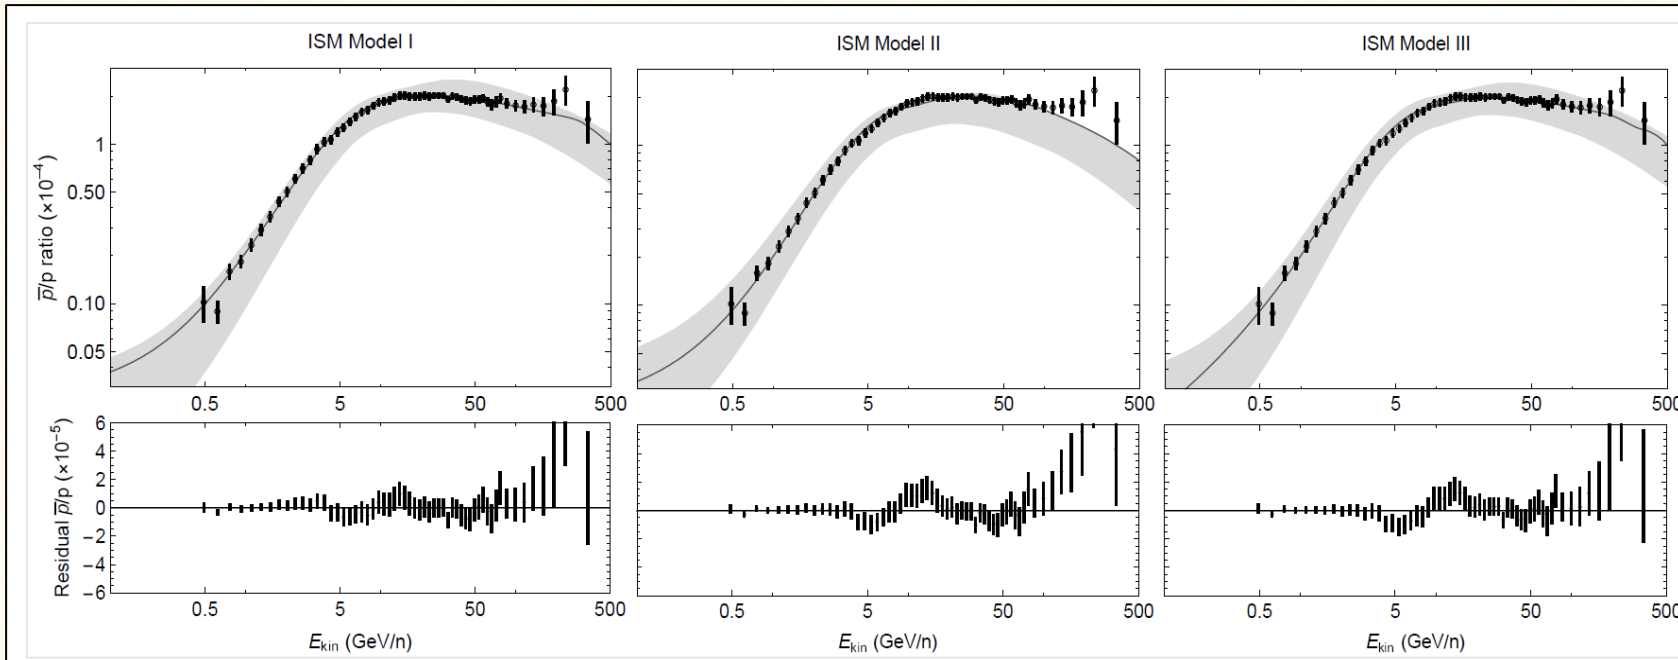 ISM Model I
ISM Model II
ISM Model III
p̅/p ratio (×10⁻⁴)
1
0.50
0.10
0.05
0.5 5 50 500
0.5 5 50 500
0.5 5 50 500
Residual p̅/p (×10⁻⁵)
6
4
2
0
−2
−4
−6
0.5 5 50 500
0.5 5 50 500
0.5 5 50 500
Eₖᵢₙ (GeV/n)
Eₖᵢₙ (GeV/n)
Eₖᵢₙ (GeV/n)